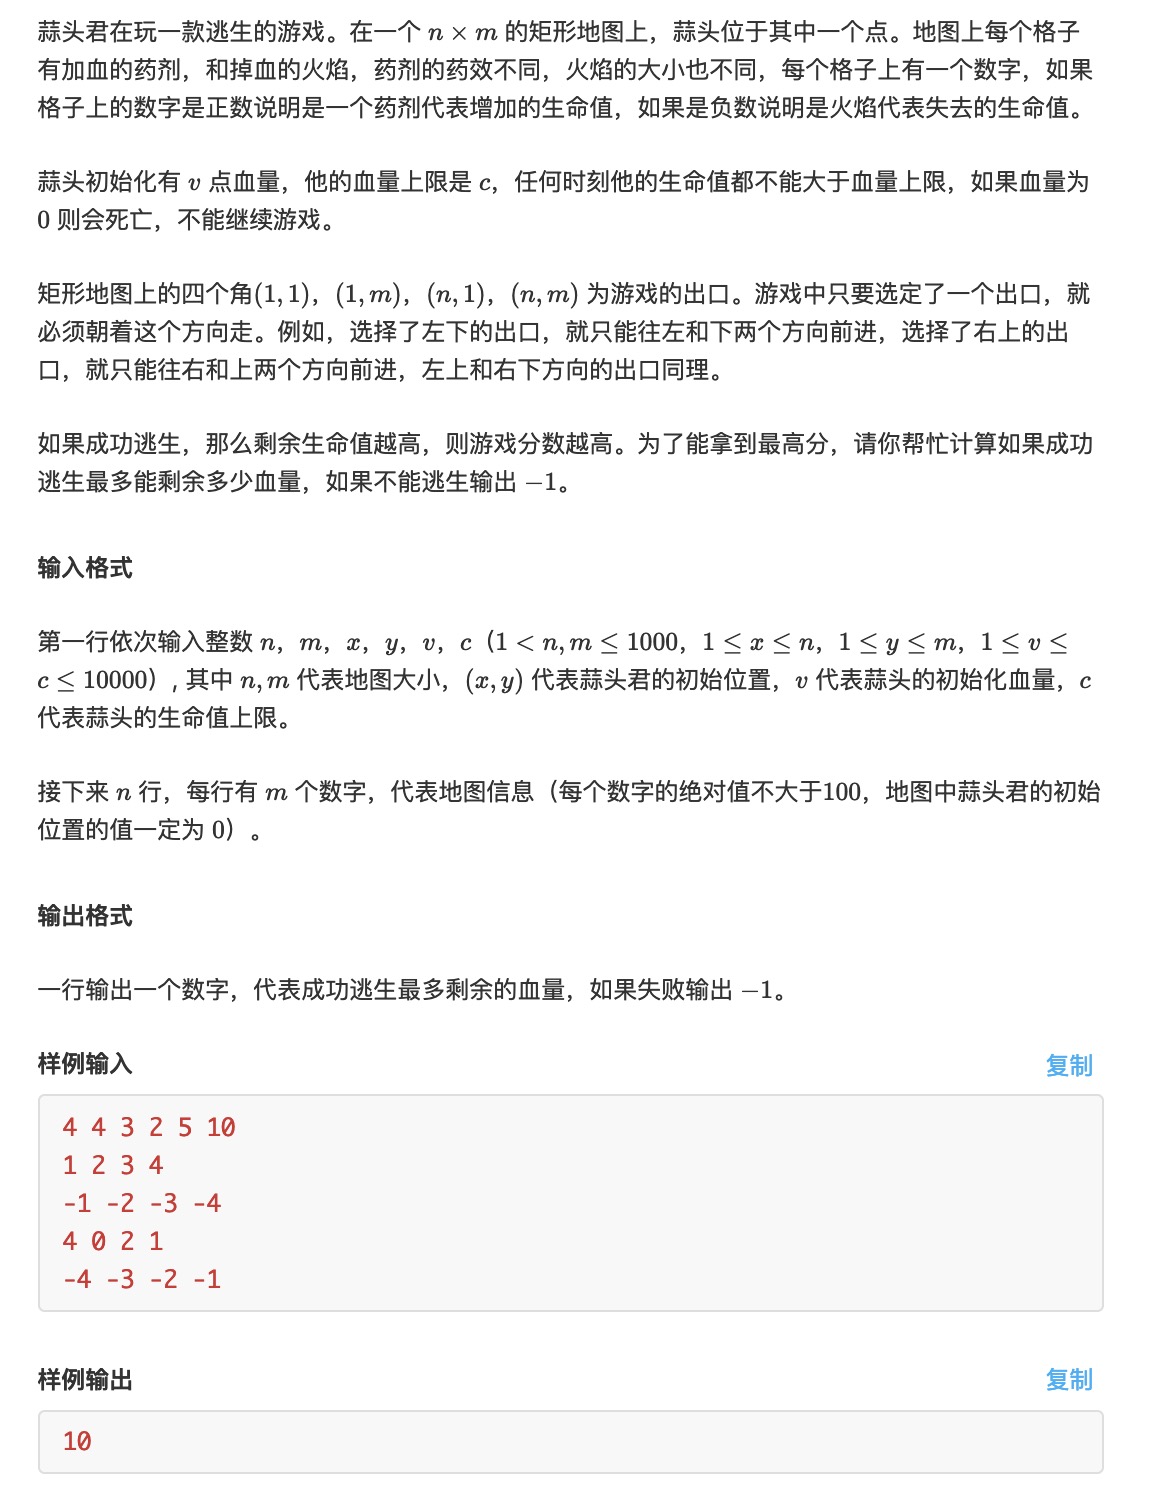 蒜头君在玩一款逃生的游戏。在一个 n × m 的矩形地图上，蒜头位于其中一个点。地图上每个格子
有加血的药剂，和掉血的火焰，药剂的药效不同，火焰的大小也不同，每个格子上有一个数字，如果
格子上的数字是正数说明是一个药剂代表增加的生命值，如果是负数说明是火焰代表失去的生命值。
蒜头初始化有 v 点血量，他的血量上限是 c，任何时刻他的生命值都不能大于血量上限，如果血量为
0 则会死亡，不能继续游戏。
矩形地图上的四个角(1, 1)，(1, m)，(n, 1)，(n, m) 为游戏的出口。游戏中只要选定了一个出口，就
必须朝着这个方向走。例如，选择了左下的出口，就只能往左和下两个方向前进，选择了右上的出
口，就只能往右和上两个方向前进，左上和右下方向的出口同理。
如果成功逃生，那么剩余生命值越高，则游戏分数越高。为了能拿到最高分，请你帮忙计算如果成功
逃生最多能剩余多少血量，如果不能逃生输出 −1。
输入格式
第一行依次输入整数 n，m，x，y，v，c（1 < n, m ≤ 1000，1 ≤ x ≤ n，1 ≤ y ≤ m，1 ≤ v ≤
c ≤ 10000）, 其中 n, m 代表地图大小，(x, y) 代表蒜头君的初始位置，v 代表蒜头的初始化血量，c
代表蒜头的生命值上限。
接下来 n 行，每行有 m 个数字，代表地图信息（每个数字的绝对值不大于100，地图中蒜头君的初始
位置的值一定为 0）。
输出格式
一行输出一个数字，代表成功逃生最多剩余的血量，如果失败输出 −1。
样例输入 复制
4 4 3 2 5 10
1 2 3 4
-1 -2 -3 -4
4 0 2 1
-4 -3 -2 -1
样例输出 复制
10